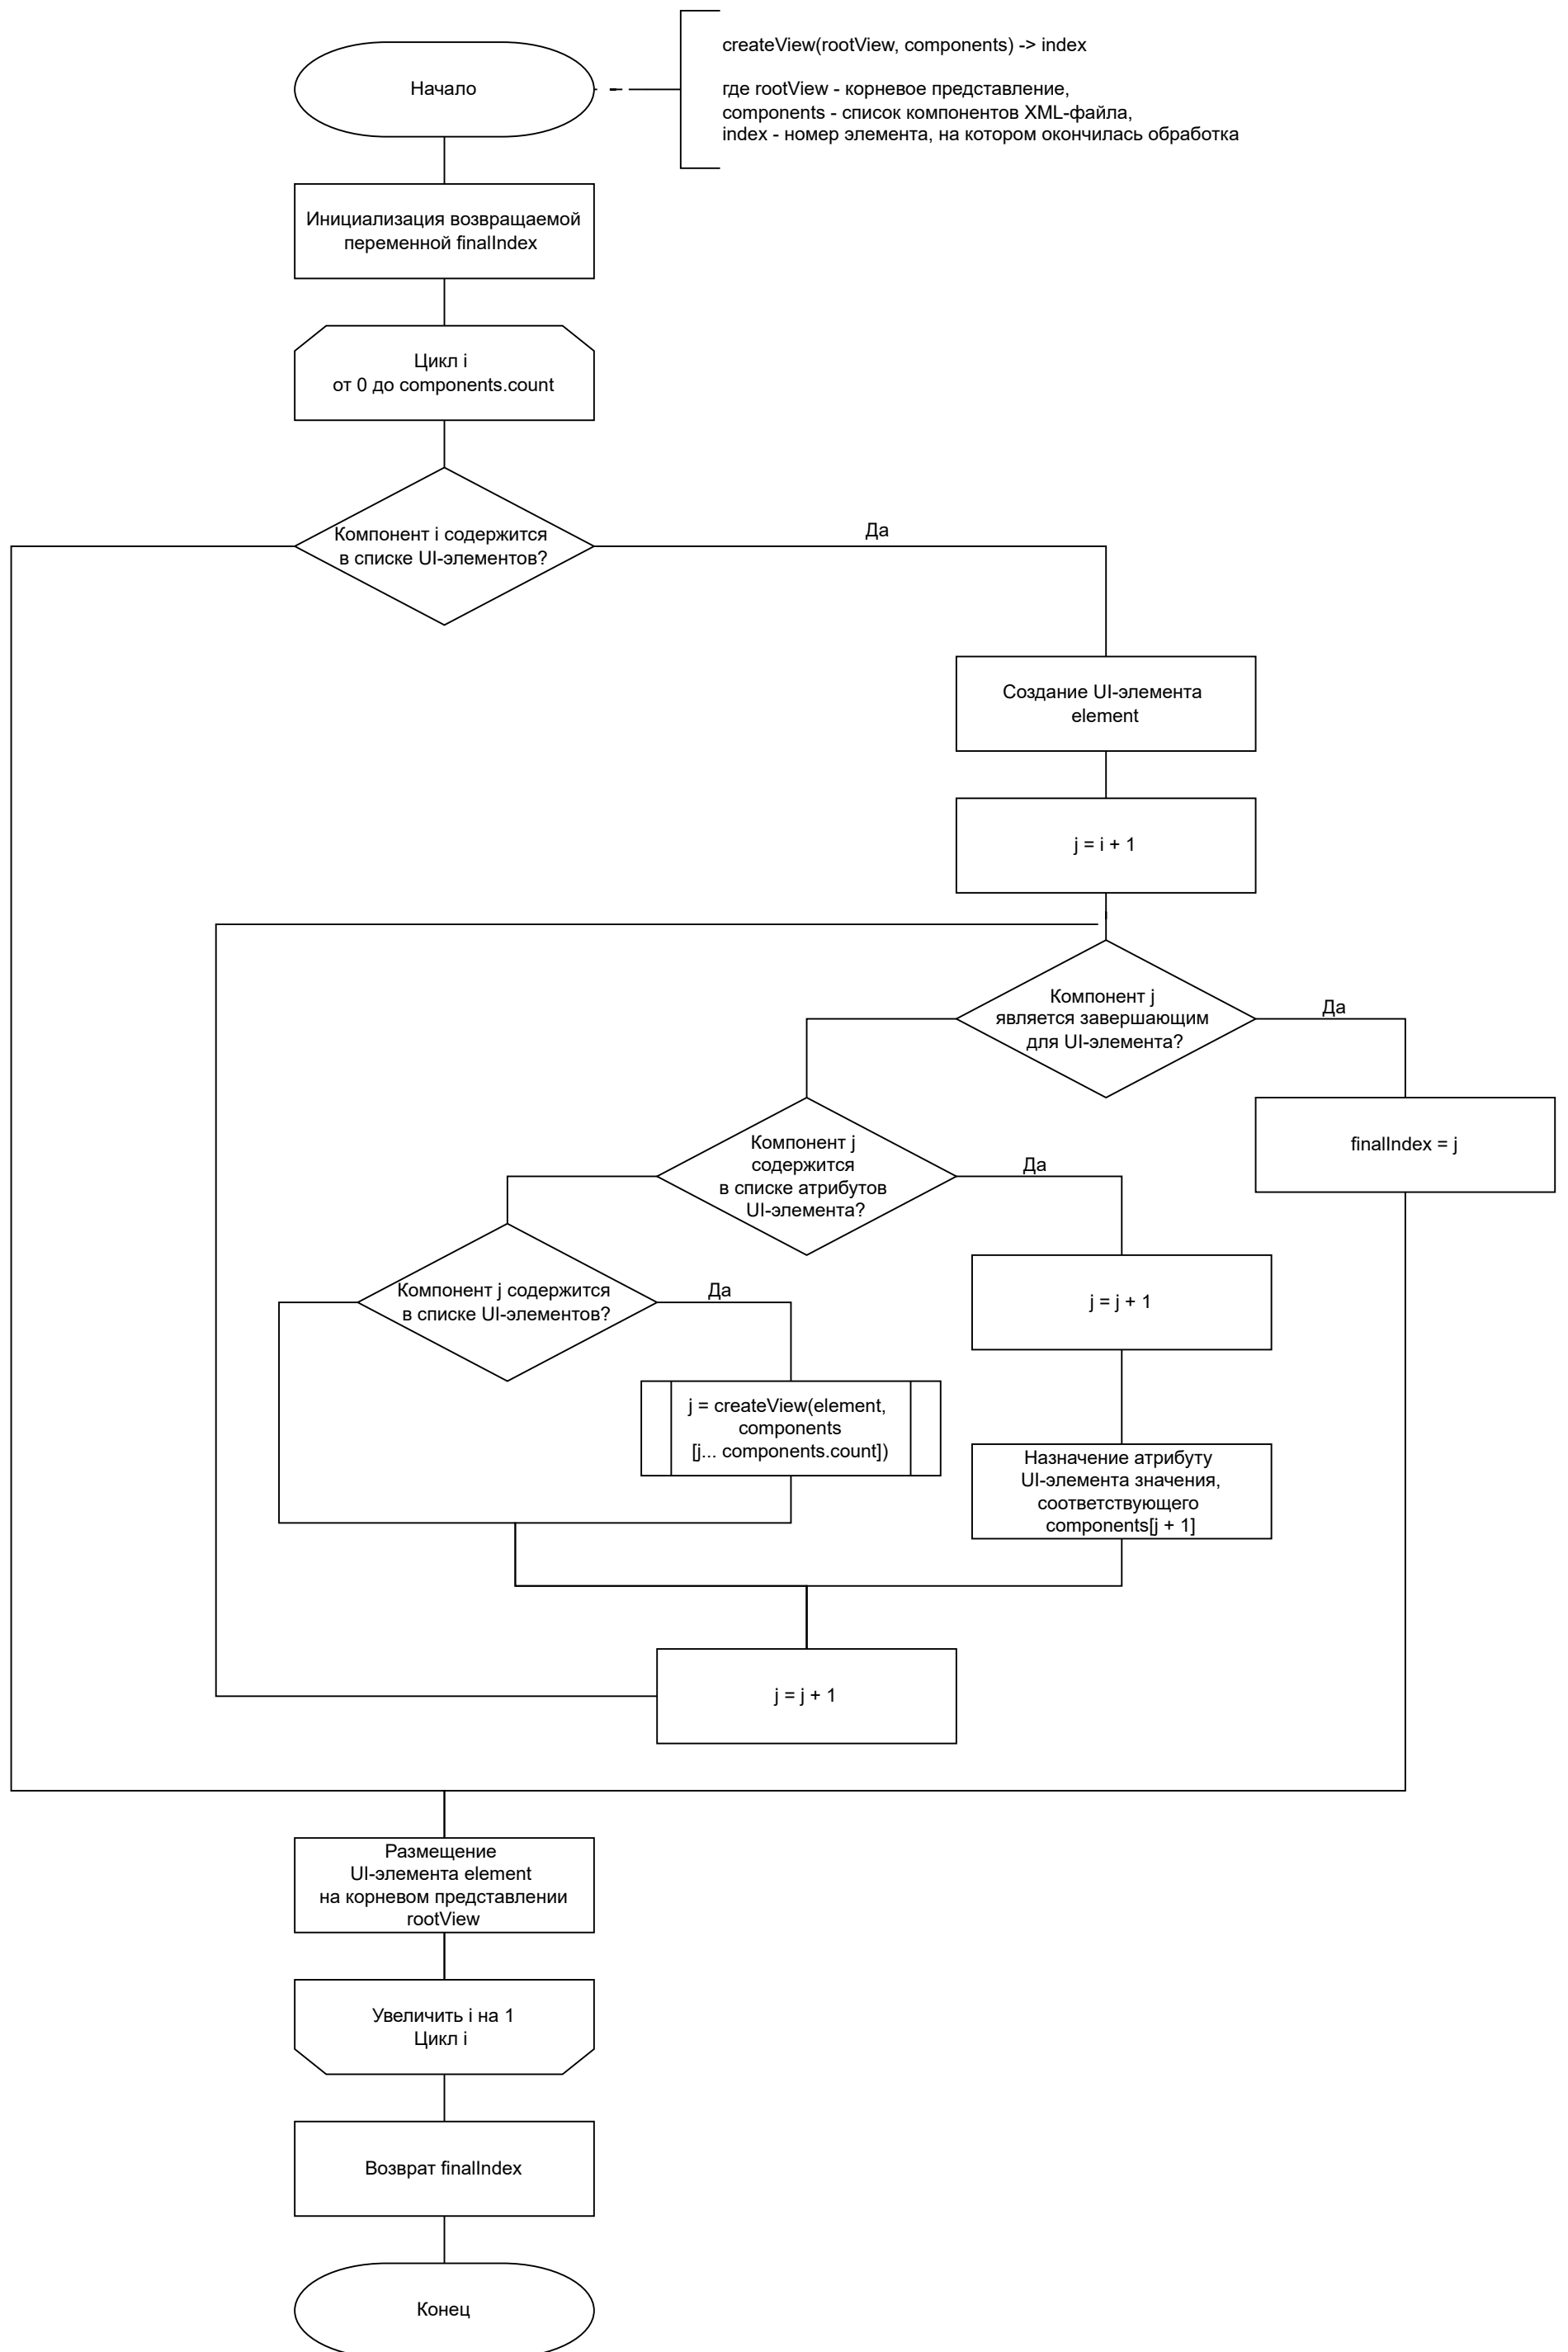 Начало
createView(rootView, components) -> index
где rootView - корневое представление,
components - список компонентов XML-файла,
index - номер элемента, на котором окончилась обработка
Инициализация возвращаемой
переменной finalIndex
Цикл i
от 0 до components.count
Компонент i содержится
в списке UI-элементов?
Да
Создание UI-элемента
element
j = i + 1
Компонент j
является завершающим
для UI-элемента?
Да
finalIndex = j
Компонент j
содержится
в списке атрибутов
UI-элемента?
Да
j = j + 1
Компонент j содержится
в списке UI-элементов?
Да
j = createView(element,
components
[j... components.count])
Назначение атрибуту
UI-элемента значения,
соответствующего
components[j + 1]
j = j + 1
Размещение
UI-элемента element
на корневом представлении
rootView
Увеличить i на 1
Цикл i
Возврат finalIndex
Конец